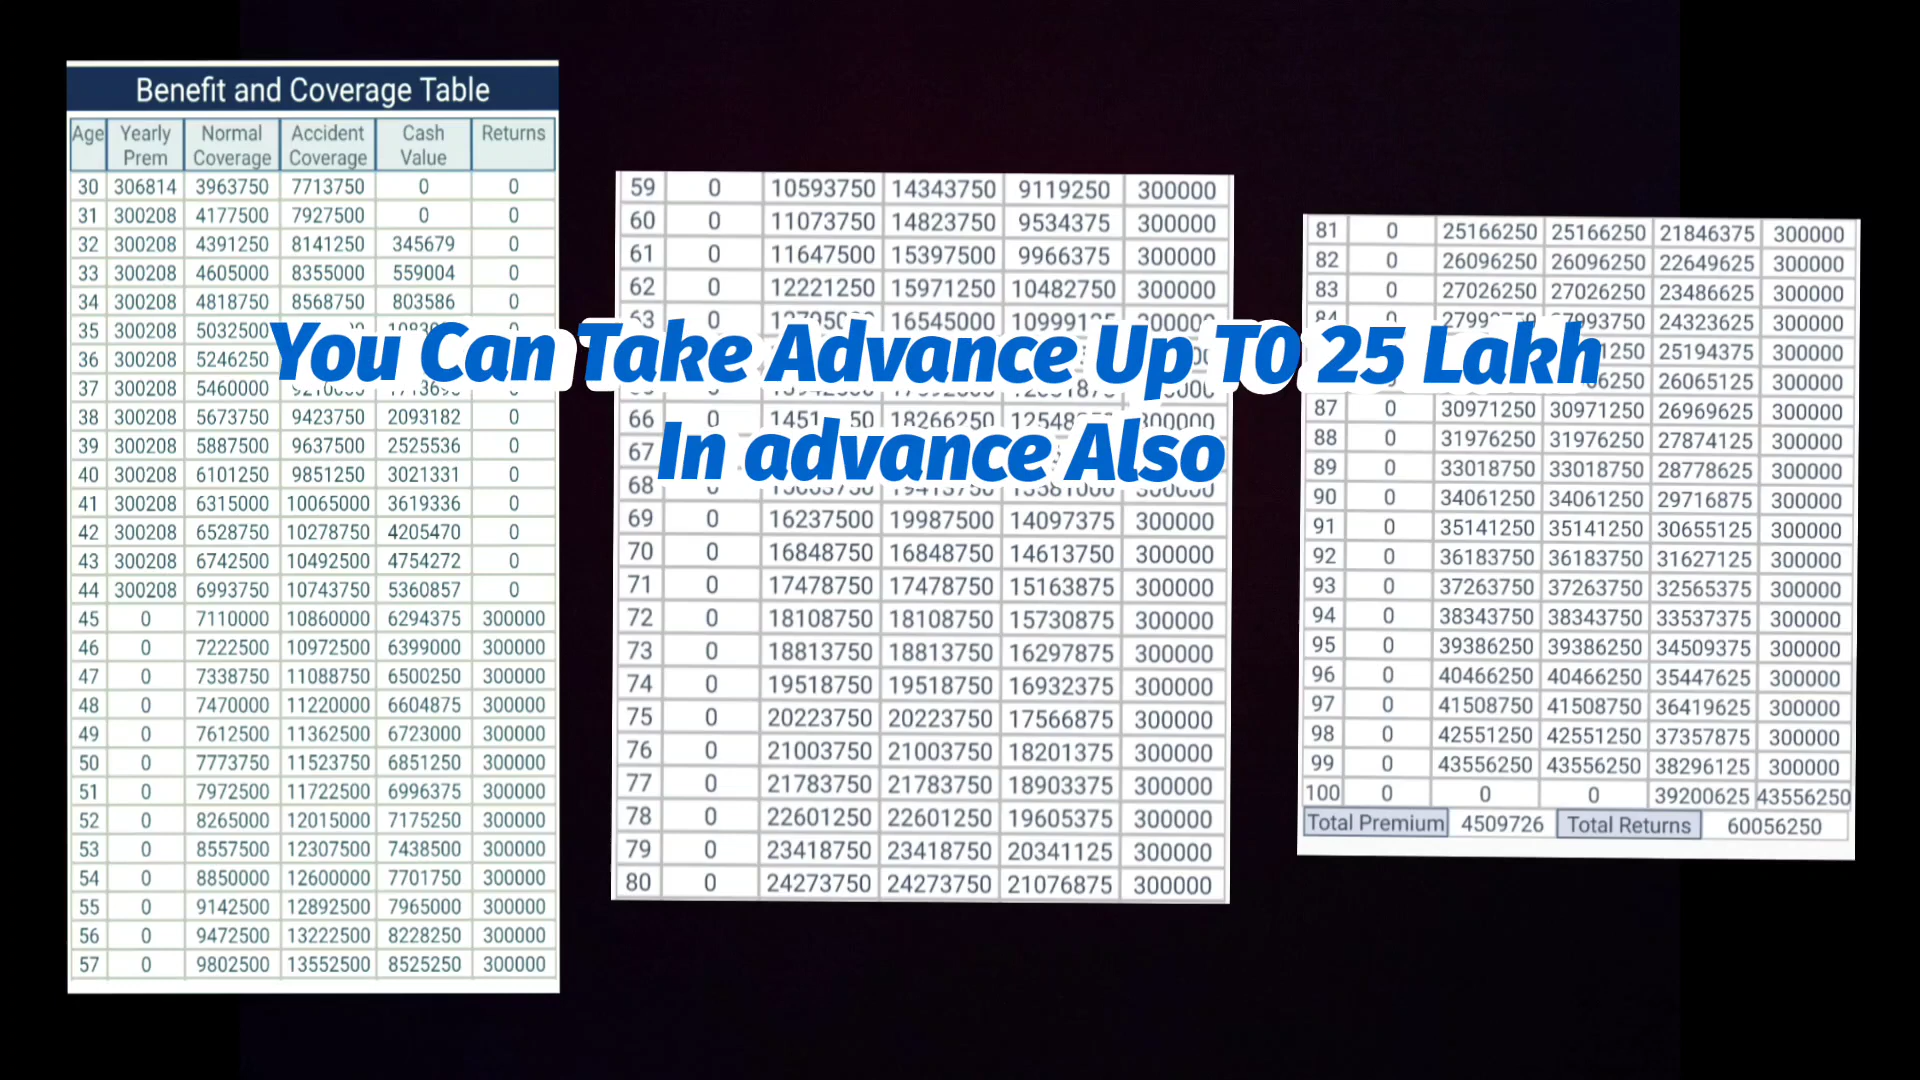 Benefit and Coverage Table
Age Yearly Prem Normal Coverage Accident Coverage Cash Value Returns
30 306814 3963750 7713750 0 0
31 300208 4177500 7927500 0 0
32 300208 4391250 8141250 345679 0
33 300208 4605000 8355000 559004 0
34 300208 4818750 8568750 803586 0
35 300208 5032500
36 300208 5246250
37 300208 5460000
38 300208 5673750 9423750 2093182 0
39 300208 5887500 9637500 2525536 0
40 300208 6101250 9851250 3021331 0
41 300208 6315000 10065000 3619336 0
42 300208 6528750 10278750 4205470 0
43 300208 6742500 10492500 4754272 0
44 300208 6993750 10743750 5360857 0
45 0 7110000 10860000 6294375 300000
46 0 7222500 10972500 6399000 300000
47 0 7338750 11088750 6500250 300000
48 0 7470000 11220000 6604875 300000
49 0 7612500 11362500 6723000 300000
50 0 7773750 11523750 6851250 300000
51 0 7972500 11722500 6996375 300000
52 0 8265000 12015000 7175250 300000
53 0 8557500 12307500 7438500 300000
54 0 8850000 12600000 7701750 300000
55 0 9142500 12892500 7965000 300000
56 0 9472500 13222500 8228250 300000
57 0 9802500 13552500 8525250 300000
59 0 10593750 14343750 9119250 300000
60 0 11073750 14823750 9534375 300000
61 0 11647500 15397500 9966375 300000
62 0 12221250 15971250 10482750 300000
63 0 16545000
You Can Take Advance Up T0 25 Lakh
66 0 18266250
In advance Also
67
68
69 0 16237500 19987500 14097375 300000
70 0 16848750 16848750 14613750 300000
71 0 17478750 17478750 15163875 300000
72 0 18108750 18108750 15730875 300000
73 0 18813750 18813750 16297875 300000
74 0 19518750 19518750 16932375 300000
75 0 20223750 20223750 17566875 300000
76 0 21003750 21003750 18201375 300000
77 0 21783750 21783750 18903375 300000
78 0 22601250 22601250 19605375 300000
79 0 23418750 23418750 20341125 300000
80 0 24273750 24273750 21076875 300000
81 0 25166250 25166250 21846375 300000
82 0 26096250 26096250 22649625 300000
83 0 27026250 27026250 23486625 300000
84 0 24323625 300000
25194375 300000
26065125 300000
87 0 30971250 30971250 26969625 300000
88 0 31976250 31976250 27874125 300000
89 0 33018750 33018750 28778625 300000
90 0 34061250 34061250 29716875 300000
91 0 35141250 35141250 30655125 300000
92 0 36183750 36183750 31627125 300000
93 0 37263750 37263750 32565375 300000
94 0 38343750 38343750 33537375 300000
95 0 39386250 39386250 34509375 300000
96 0 40466250 40466250 35447625 300000
97 0 41508750 41508750 36419625 300000
98 0 42551250 42551250 37357875 300000
99 0 43556250 43556250 38296125 300000
100 0 0 0 39200625 43556250
Total Premium 4509726 Total Returns 60056250